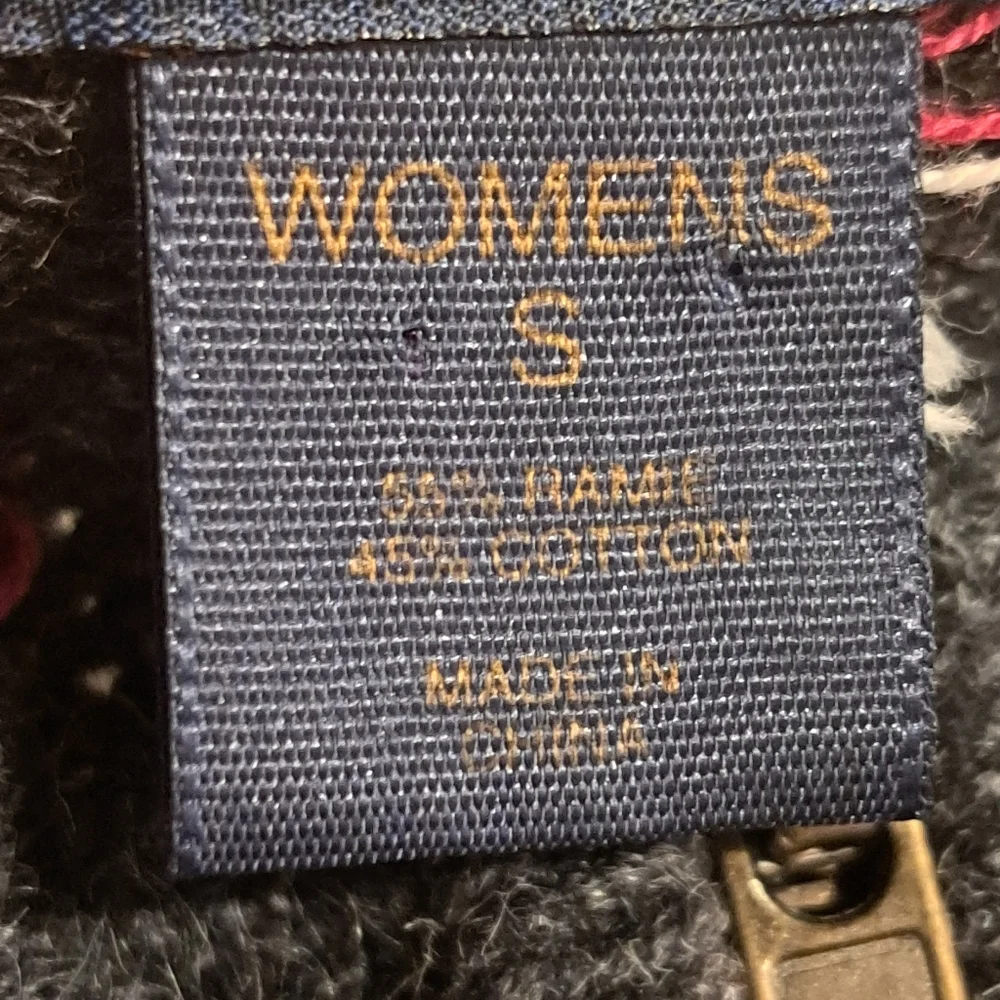 WOMENS
S
55% RAMIE
45% COTTON
MADE IN
CHINA